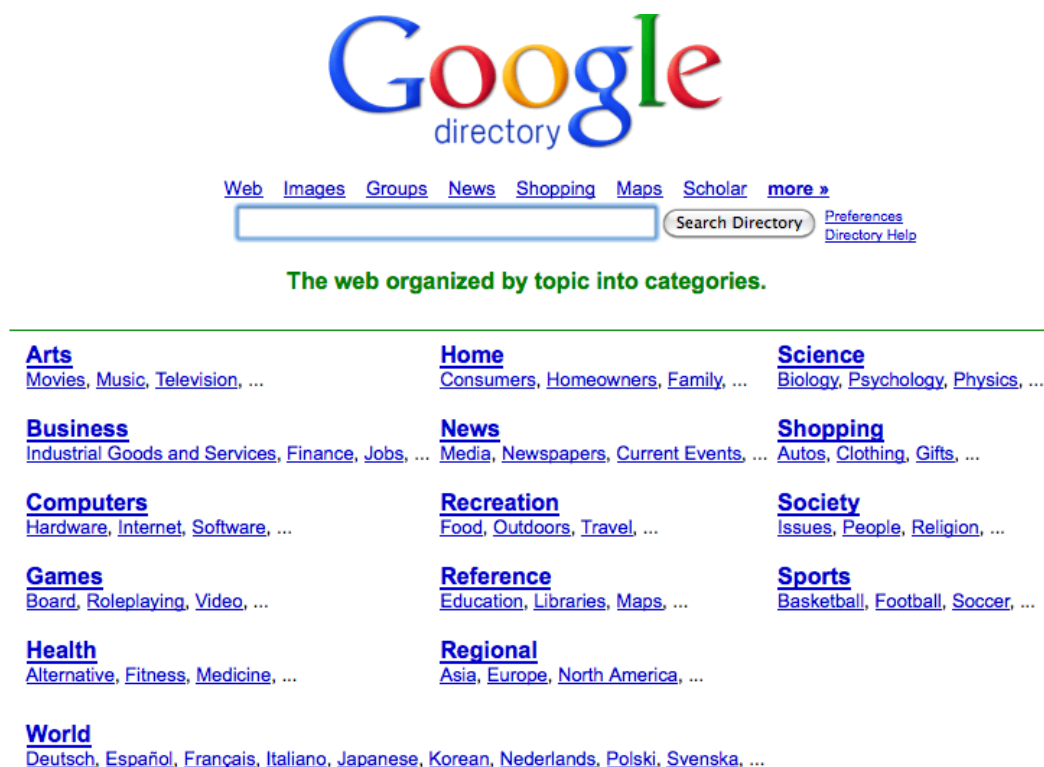 Google
directory
Web Images Groups News Shopping Maps Scholar more »
Search Directory
Preferences
Directory Help
The web organized by topic into categories.
Arts
Movies, Music, Television, ...
Home
Consumers, Homeowners, Family, ...
Science
Biology, Psychology, Physics, ...
Business
Industrial Goods and Services, Finance, Jobs, ...
News
Media, Newspapers, Current Events, ...
Shopping
Autos, Clothing, Gifts, ...
Computers
Hardware, Internet, Software, ...
Recreation
Food, Outdoors, Travel, ...
Society
Issues, People, Religion, ...
Games
Board, Roleplaying, Video, ...
Reference
Education, Libraries, Maps, ...
Sports
Basketball, Football, Soccer, ...
Health
Alternative, Fitness, Medicine, ...
Regional
Asia, Europe, North America, ...
World
Deutsch, Español, Français, Italiano, Japanese, Korean, Nederlands, Polski, Svenska, ...